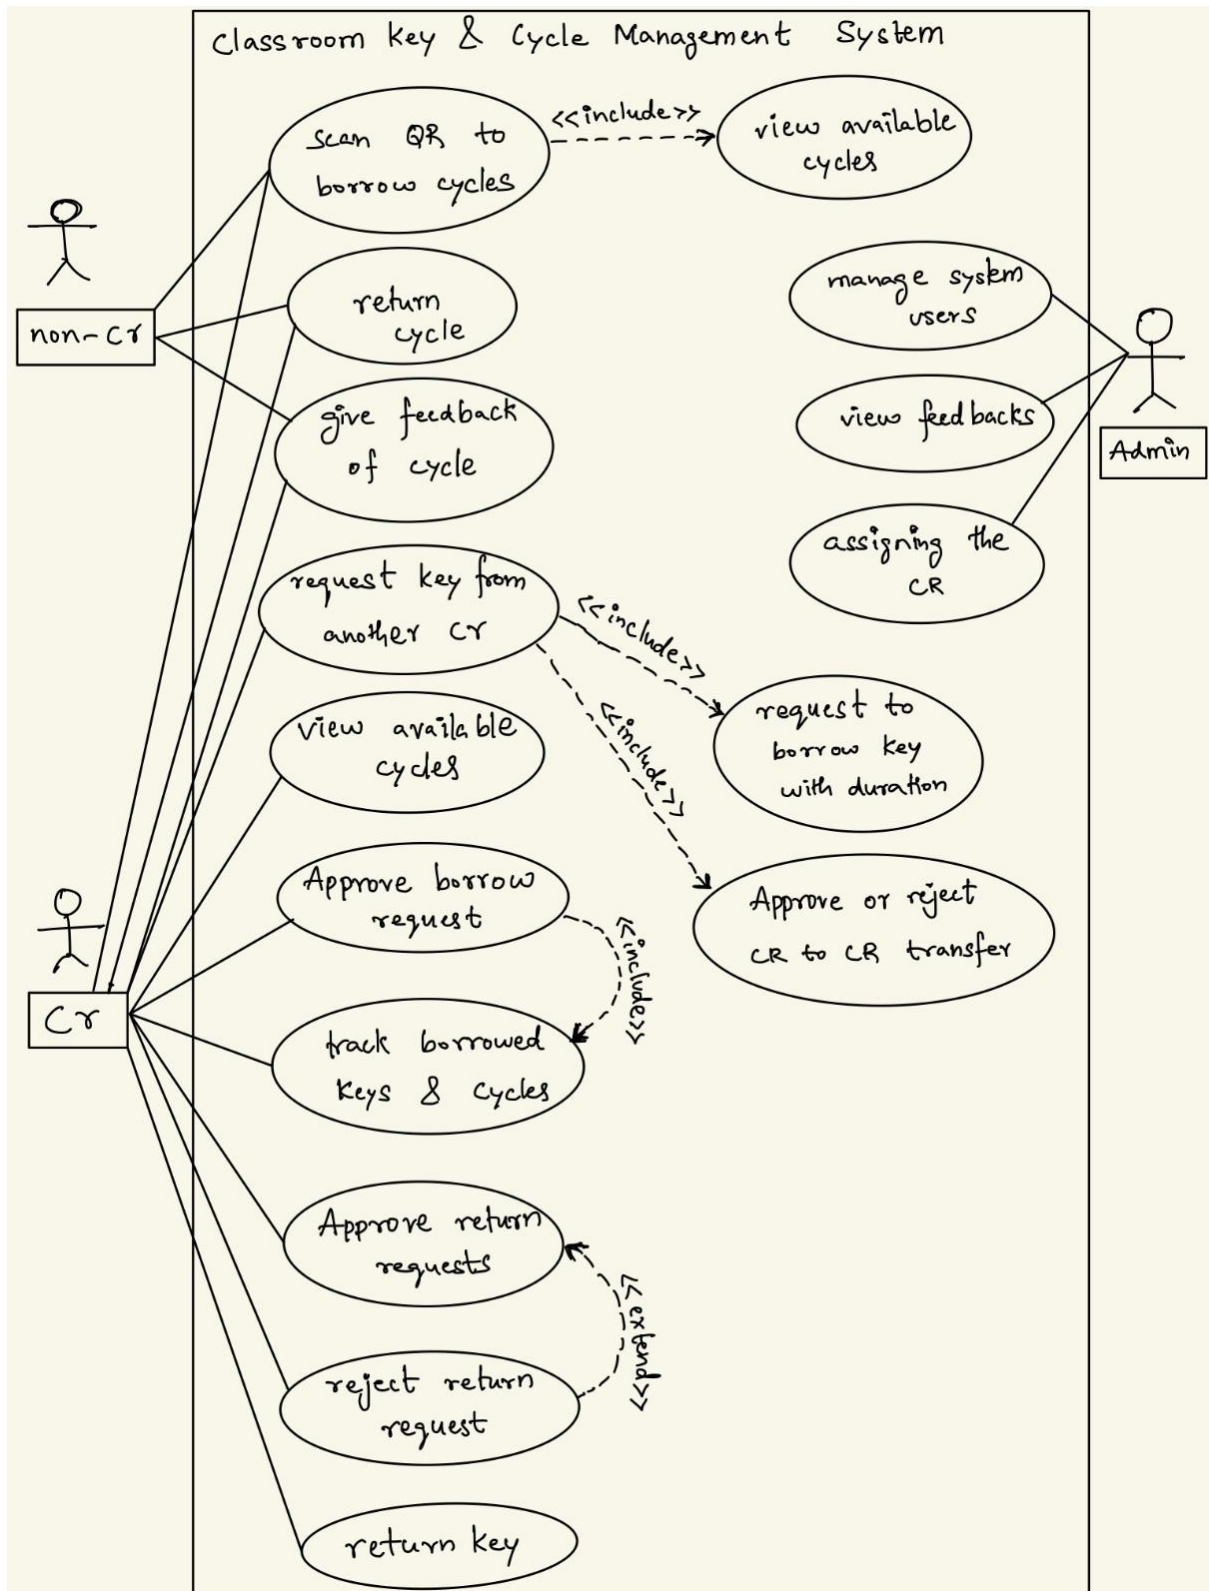 Classroom Key & Cycle Management System
scan QR to
borrow cycles
<<include>>
view available
cycles
non-Cr
return
cycle
manage system
users
give feedback
of cycle
view feedbacks
Admin
assigning the
CR
request key from
another Cr
<<include>>
<<include>>
request to
borrow key
with duration
view available
cycles
Approve borrow
request
<<include>>
Approve or reject
CR to CR transfer
Cr
track borrowed
Keys & Cycles
Approve return
requests
<<extend>>
reject return
request
return key